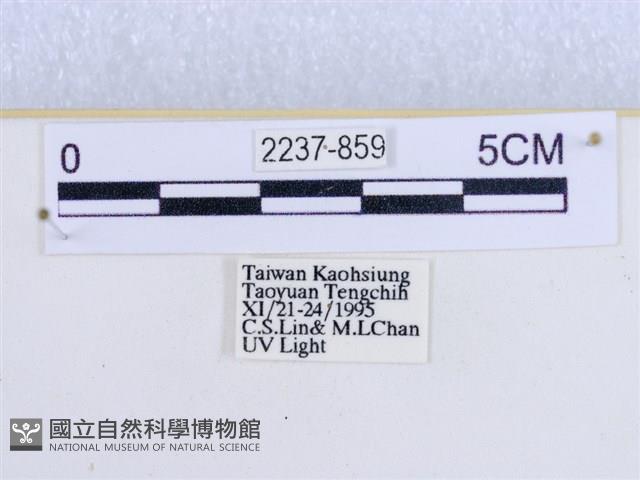 0
2237-859
5CM
Taiwan Kaohsiung
Taoyuan Tengchih
XI/21-24/1995
C.S.Lin& M.LChan
UV Light
國立自然科學博物館
NATIONAL MUSEUM OF NATURAL SCIENCE